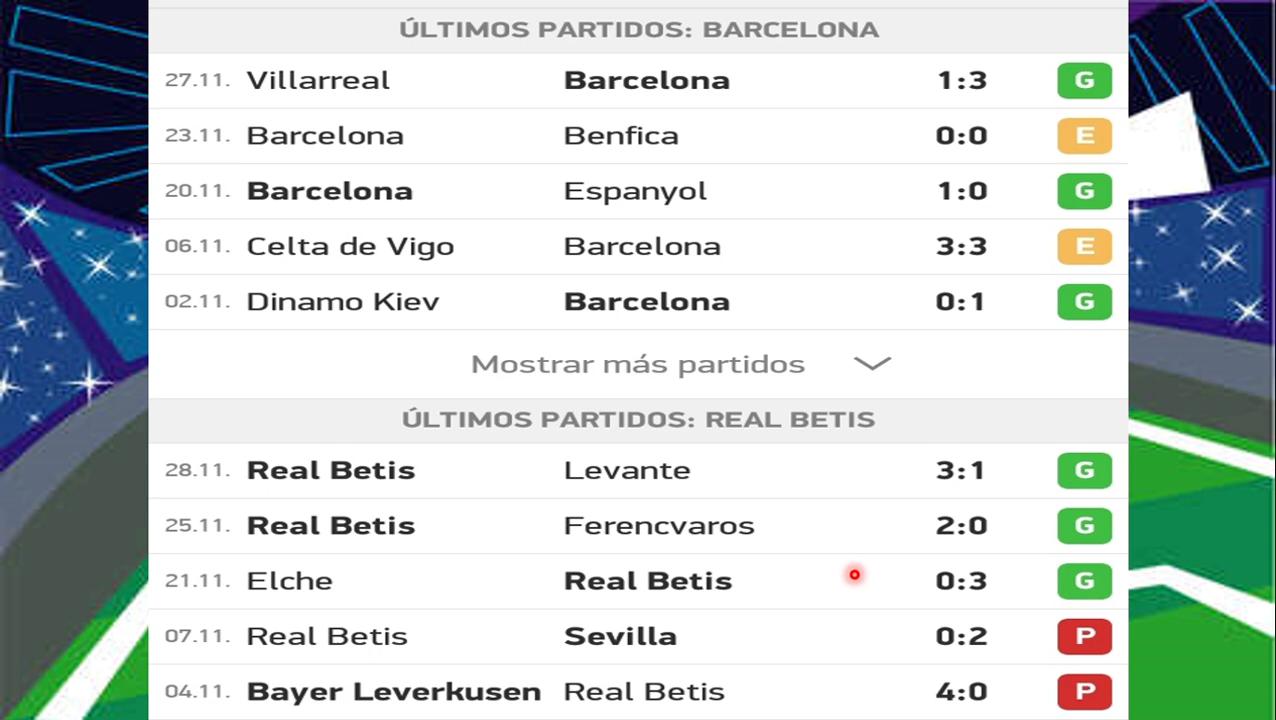 ÚLTIMOS PARTIDOS: BARCELONA
27.11. Villarreal Barcelona 1:3 G
23.11. Barcelona Benfica 0:0 E
20.11. Barcelona Espanyol 1:0 G
06.11. Celta de Vigo Barcelona 3:3 E
02.11. Dinamo Kiev Barcelona 0:1 G
Mostrar más partidos
ÚLTIMOS PARTIDOS: REAL BETIS
28.11. Real Betis Levante 3:1 G
25.11. Real Betis Ferencvaros 2:0 G
21.11. Elche Real Betis 0:3 G
07.11. Real Betis Sevilla 0:2 P
04.11. Bayer Leverkusen Real Betis 4:0 P